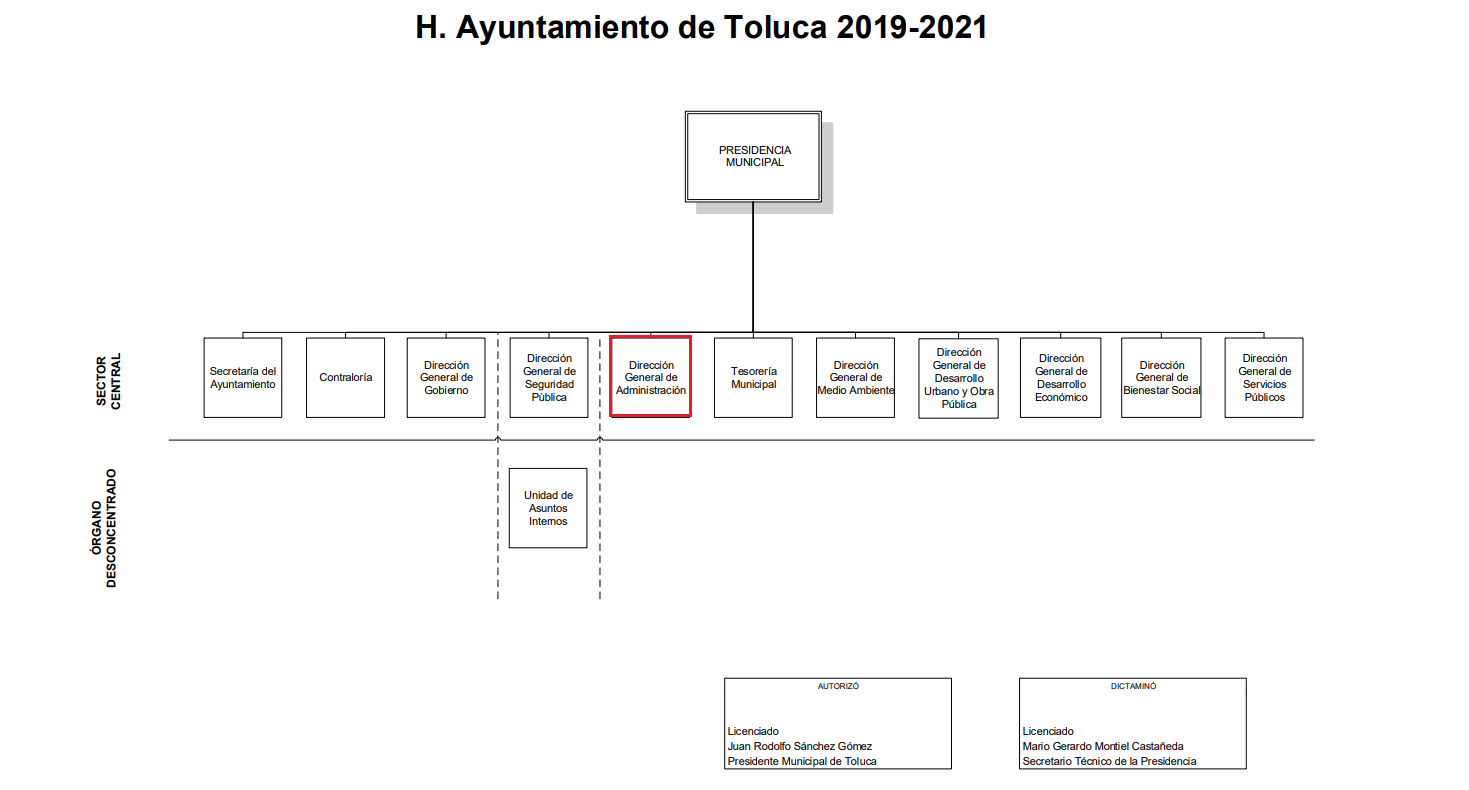 H. Ayuntamiento de Toluca 2019-2021
PRESIDENCIA
MUNICIPAL
SECTOR
CENTRAL
Secretaría del
Ayuntamiento
Contraloría
Dirección
General de
Gobierno
Dirección
General de
Seguridad
Pùblica
Dirección
General de
Administración
Tesorería
Municipal
Dirección
General de
Medio Ambiente
Dirección
General de
Desarrollo
Urbano y Obra
Pública
Dirección
General de
Desarrollo
Económico
Dirección
General de
Bienestar Social
Dirección
General de
Servicios
Públicos
ÓRGANO
DESCONCENTRADO
Unidad de
Asuntos
Internos
AUTORIZÓ
Licenciado
Juan Rodolfo Sánchez Gómez
Presidente Municipal de Toluca
DICTAMINÓ
Licenciado
Mario Gerardo Montiel Castañeda
Secretario Técnico de la Presidencia